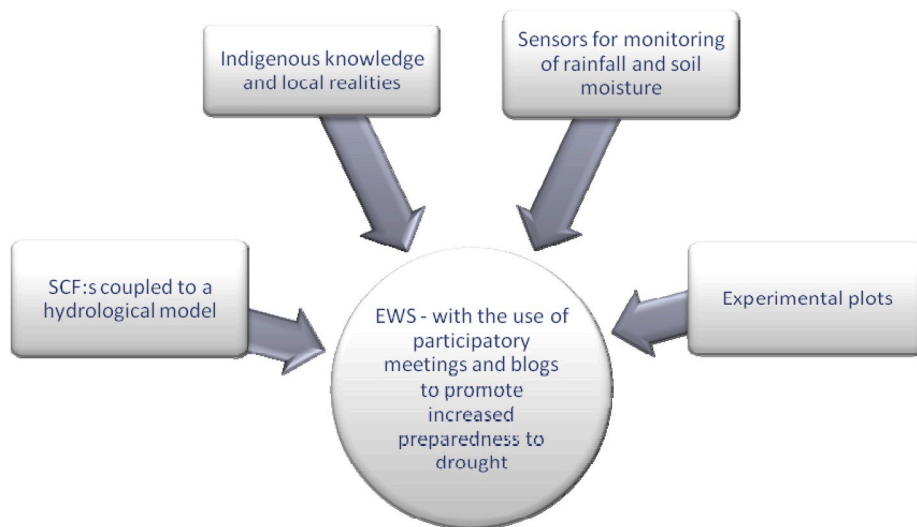 Indigenous knowledge
and local realities
Sensors for monitoring
of rainfall and soil
moisture
SCF:s coupled to a
hydrological model
Experimental plots
EWS - with the use of
participatory
meetings and blogs
to promote
increased
preparedness to
drought